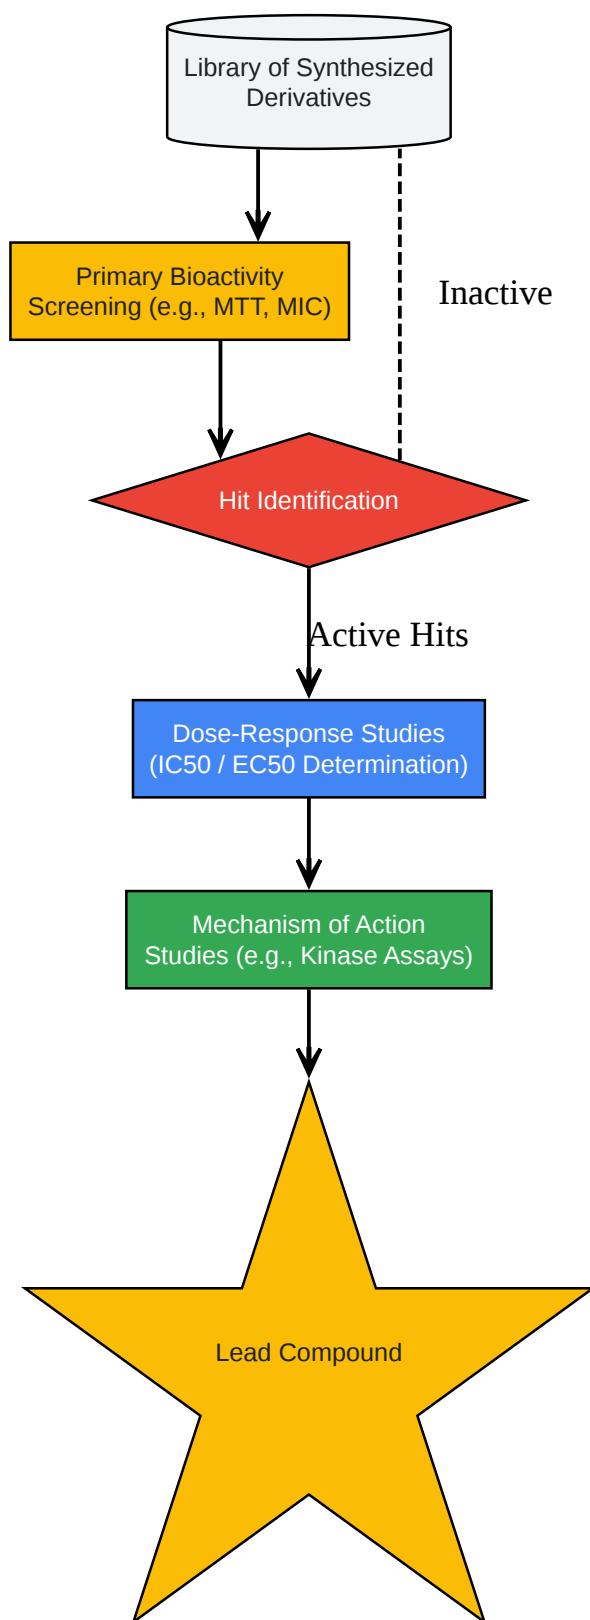 Library of Synthesized
Derivatives
Primary Bioactivity
Screening (e.g., MTT, MIC)
Inactive
Hit Identification
Active Hits
Dose-Response Studies
(IC50 / EC50 Determination)
Mechanism of Action
Studies (e.g., Kinase Assays)
Lead Compound